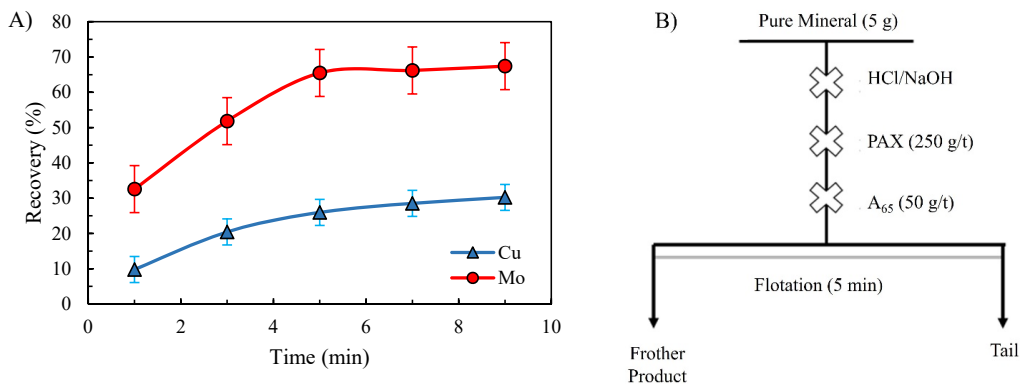 A)
80
70
60
50
40
30
20
10
0
Recovery (%)
0 2 4 6 8 10
Time (min)
Cu
Mo
B)
Pure Mineral (5 g)
HCl/NaOH
PAX (250 g/t)
A₆₅ (50 g/t)
Flotation (5 min)
Frother
Product
Tail